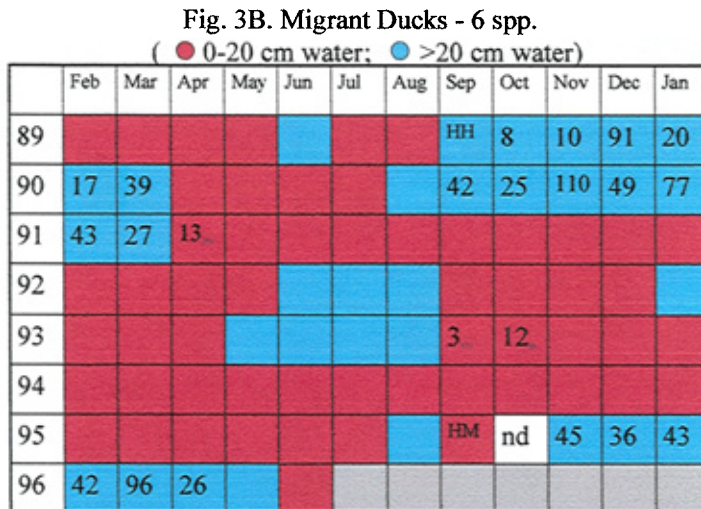 Fig. 3B. Migrant Ducks - 6 spp.
( 0-20 cm water; >20 cm water)
Feb Mar Apr May Jun Jul Aug Sep Oct Nov Dec Jan
89 HH 8 10 91 20
90 17 39 42 25 110 49 77
91 43 27 13
92
93 3 12
94
95 HM nd 45 36 43
96 42 96 26